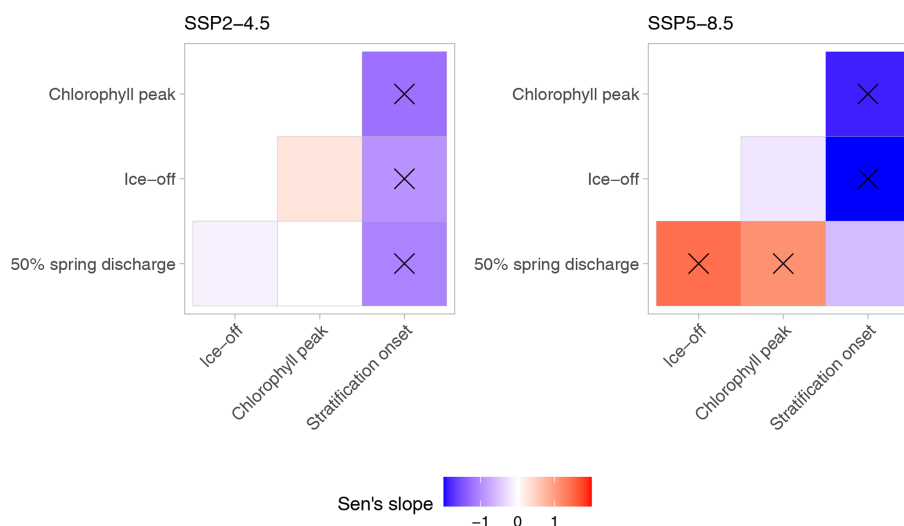 SSP2−4.5
SSP5−8.5
Chlorophyll peak
Ice−off
50% spring discharge
Ice−off
Chlorophyll peak
Stratification onset
Chlorophyll peak
Ice−off
50% spring discharge
Ice−off
Chlorophyll peak
Stratification onset
Sen's slope
−1 0 1